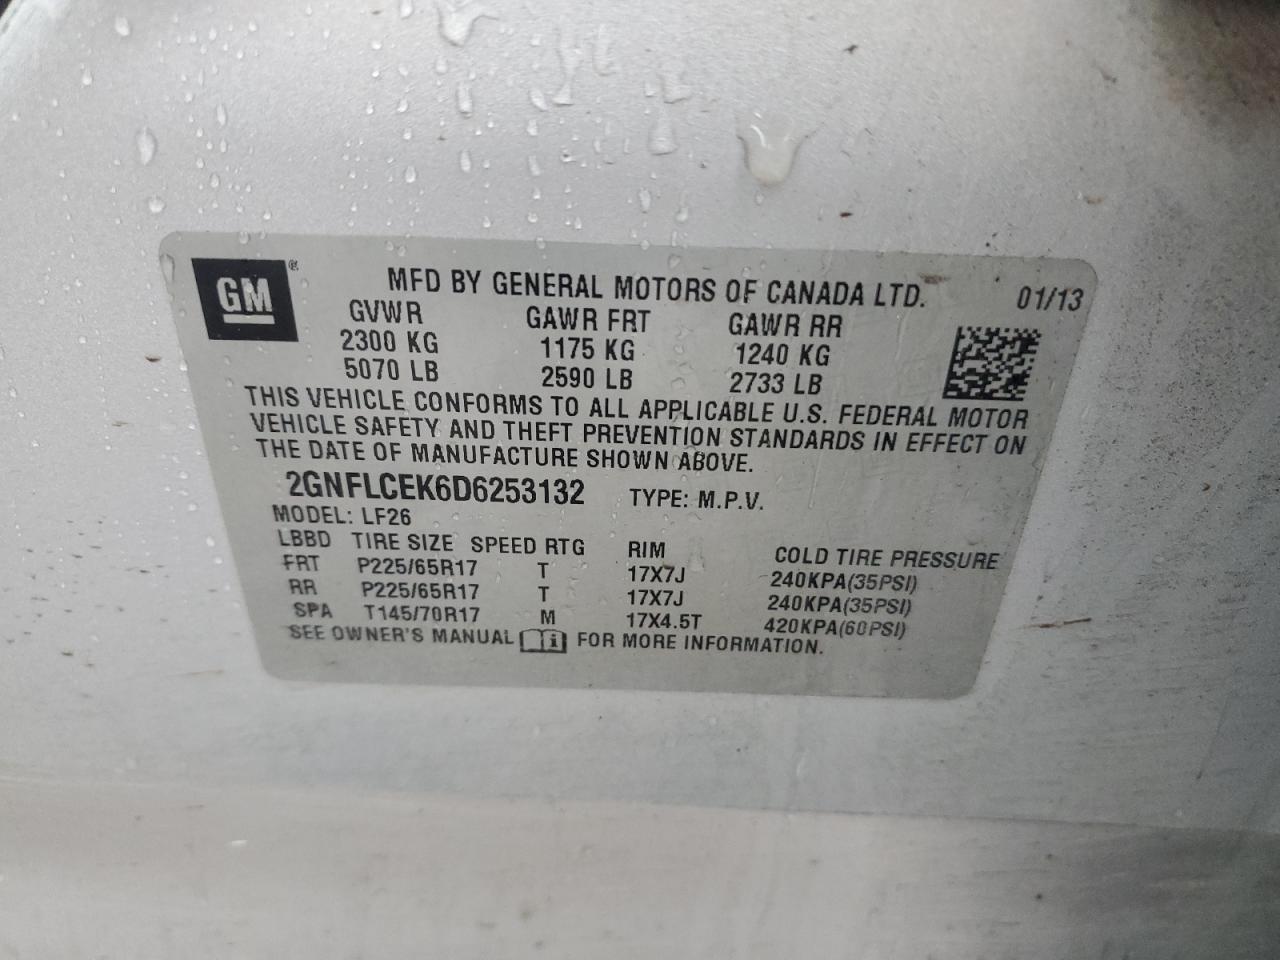 GM®
MFD BY GENERAL MOTORS OF CANADA LTD. 01/13
GVWR GAWR FRT GAWR RR
2300 KG 1175 KG 1240 KG
5070 LB 2590 LB 2733 LB
THIS VEHICLE CONFORMS TO ALL APPLICABLE U.S. FEDERAL MOTOR
VEHICLE SAFETY AND THEFT PREVENTION STANDARDS IN EFFECT ON
THE DATE OF MANUFACTURE SHOWN ABOVE.
2GNFLCEK6D6253132 TYPE: M.P.V.
MODEL: LF26
LBBD TIRE SIZE SPEED RTG RIM COLD TIRE PRESSURE
FRT P225/65R17 T 17X7J 240KPA(35PSI)
RR P225/65R17 T 17X7J 240KPA(35PSI)
SPA T145/70R17 M 17X4.5T 420KPA(60PSI)
SEE OWNER'S MANUAL i FOR MORE INFORMATION.